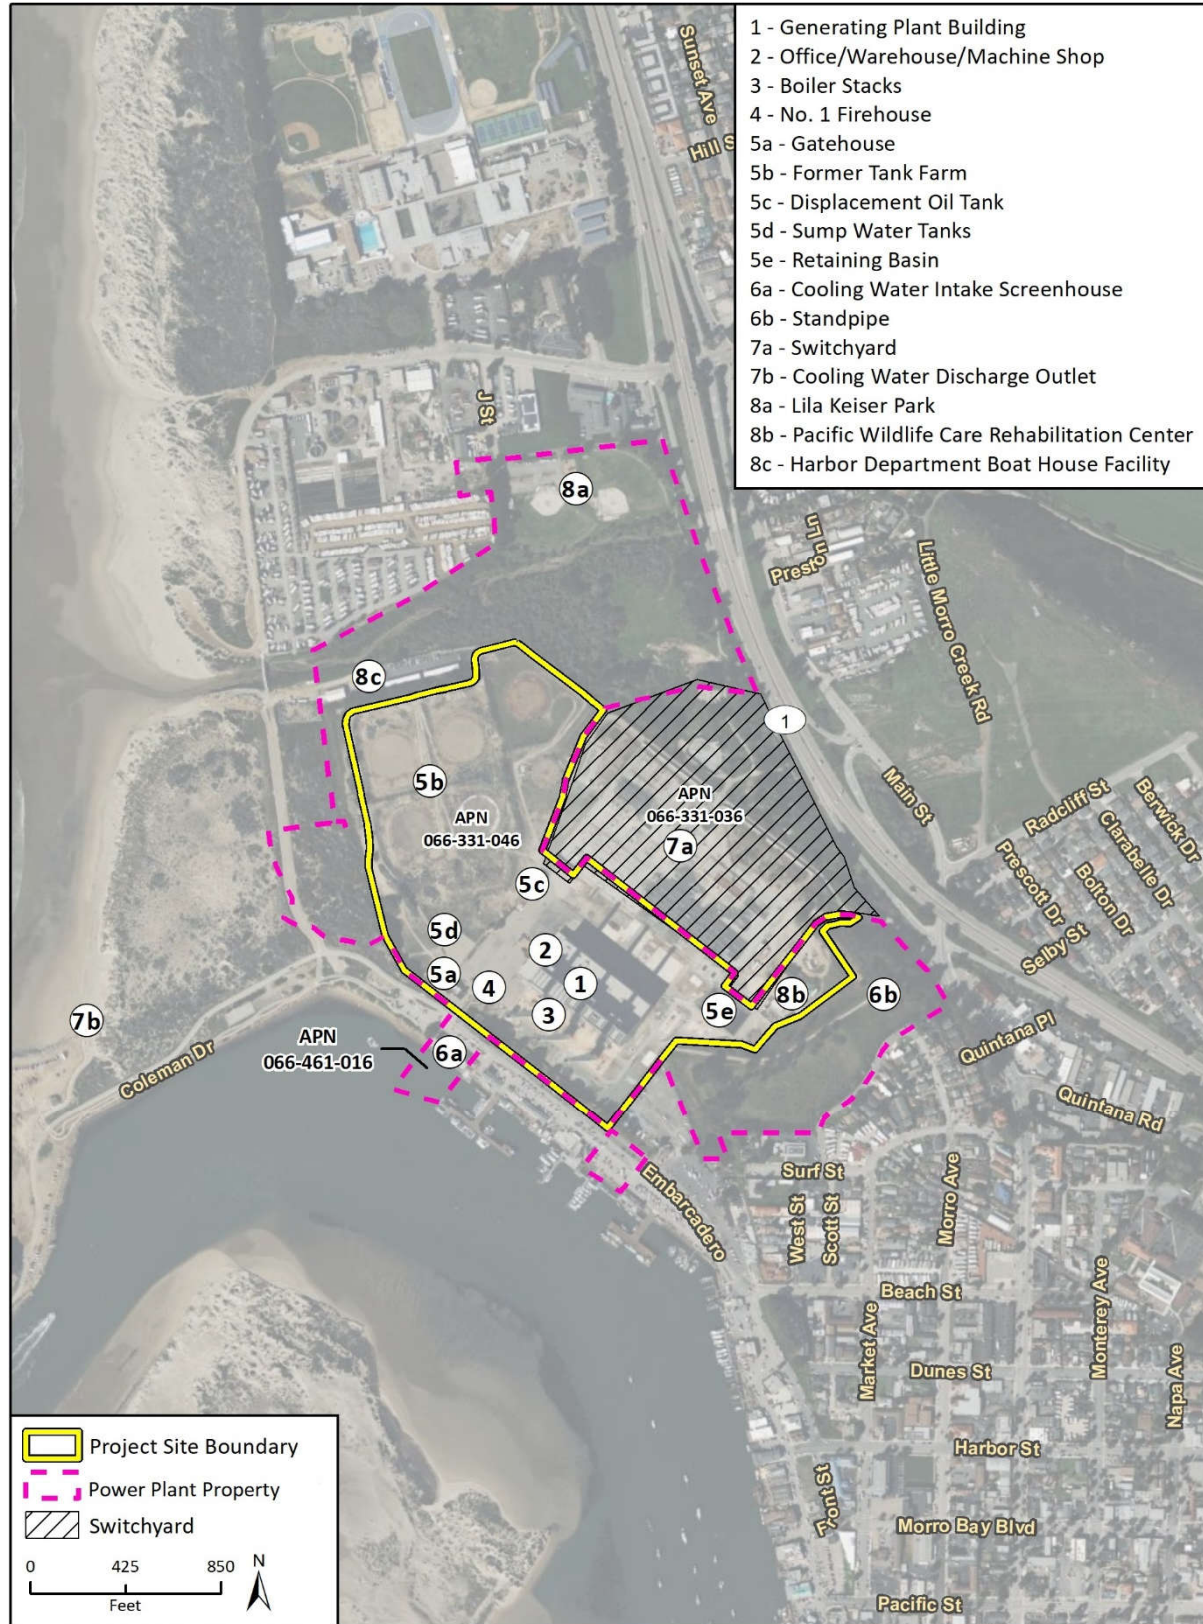 1 - Generating Plant Building
2 - Office/Warehouse/Machine Shop
3 - Boiler Stacks
4 - No. 1 Firehouse
5a - Gatehouse
5b - Former Tank Farm
5c - Displacement Oil Tank
5d - Sump Water Tanks
5e - Retaining Basin
6a - Cooling Water Intake Screenhouse
6b - Standpipe
7a - Switchyard
7b - Cooling Water Discharge Outlet
8a - Lila Keiser Park
8b - Pacific Wildlife Care Rehabilitation Center
8c - Harbor Department Boat House Facility
Sunset Ave
Hill S
J St
8a
Preston Ln
Little Morro Creek Rd
8c
1
5b
APN
066-331-046
APN
066-331-036
7a
Main St
Radcliff St
Berwick Dr
Clarabelle Dr
Bolton Dr
Prescott Dr
Selby St
5c
5d
2
5a
4
1
3
5e
8b
6b
7b
Coleman Dr
APN
066-461-016
6a
Quintana Pl
Quintana Rd
Embarcadero
Surf St
West St
Scott St
Morro Ave
Beach St
Market Ave
Monterey Ave
Dunes St
Napa Ave
Harbor St
Front St
Morro Bay Blvd
Pacific St
Project Site Boundary
Power Plant Property
Switchyard
0 425 850
Feet
N